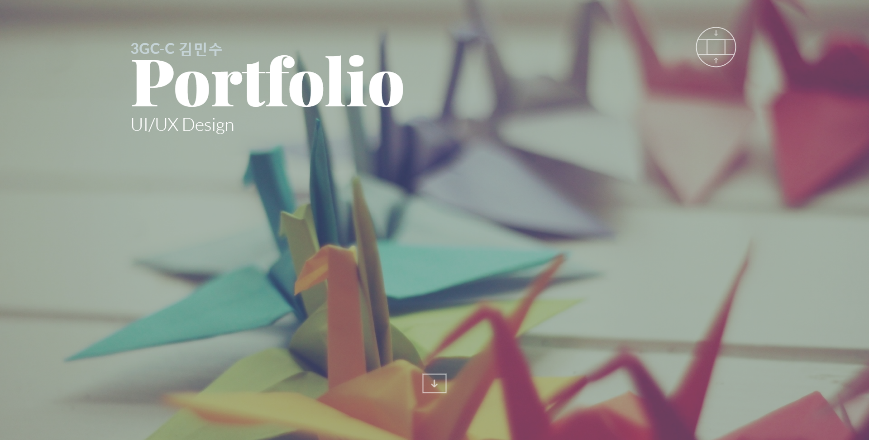 3GC-C 김민수
Portfolio
UI/UX Design